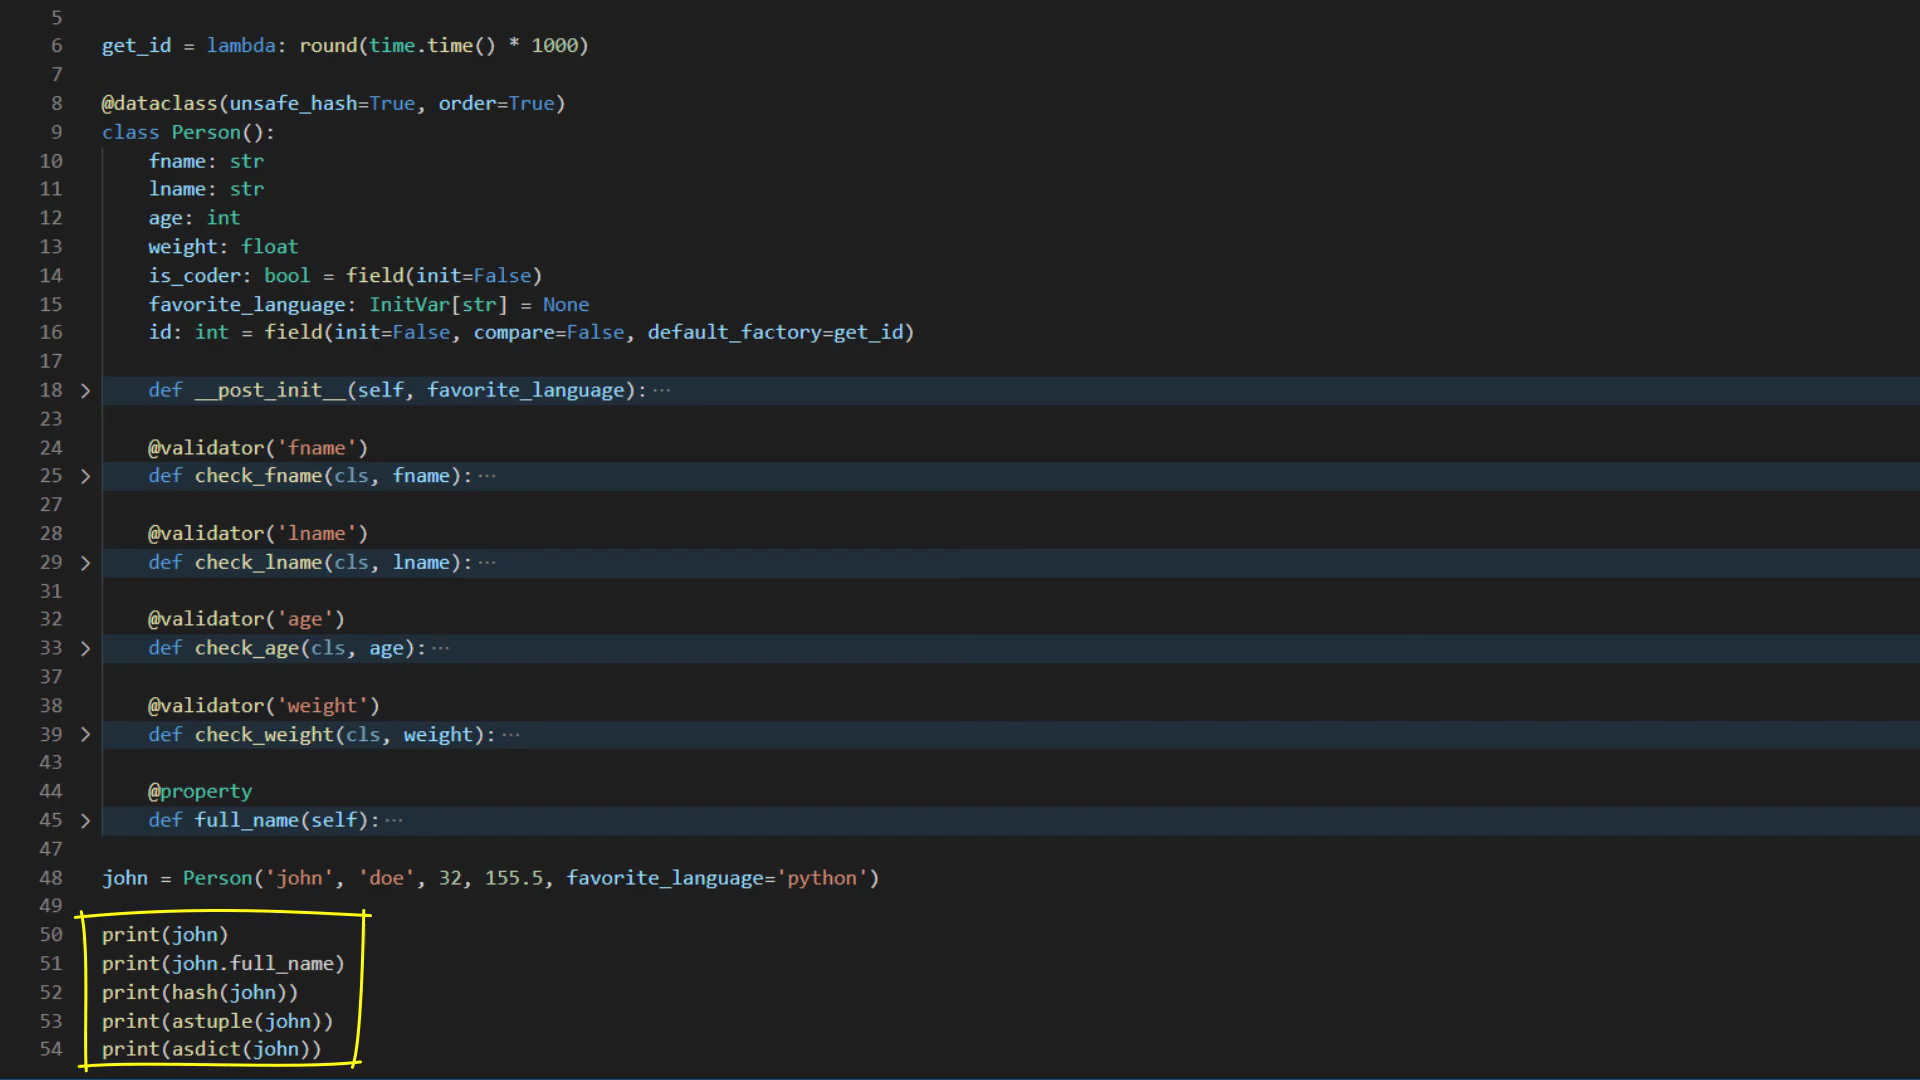 5
6 get_id = lambda: round(time.time() * 1000)
7
8 @dataclass(unsafe_hash=True, order=True)
9 class Person():
10 fname: str
11 lname: str
12 age: int
13 weight: float
14 is_coder: bool = field(init=False)
15 favorite_language: InitVar[str] = None
16 id: int = field(init=False, compare=False, default_factory=get_id)
17
18 > def __post_init__(self, favorite_language): ···
23
24 @validator('fname')
25 > def check_fname(cls, fname): ···
27
28 @validator('lname')
29 > def check_lname(cls, lname): ···
31
32 @validator('age')
33 > def check_age(cls, age): ···
37
38 @validator('weight')
39 > def check_weight(cls, weight): ···
43
44 @property
45 > def full_name(self): ···
47
48 john = Person('john', 'doe', 32, 155.5, favorite_language='python')
49
50 print(john)
51 print(john.full_name)
52 print(hash(john))
53 print(astuple(john))
54 print(asdict(john))